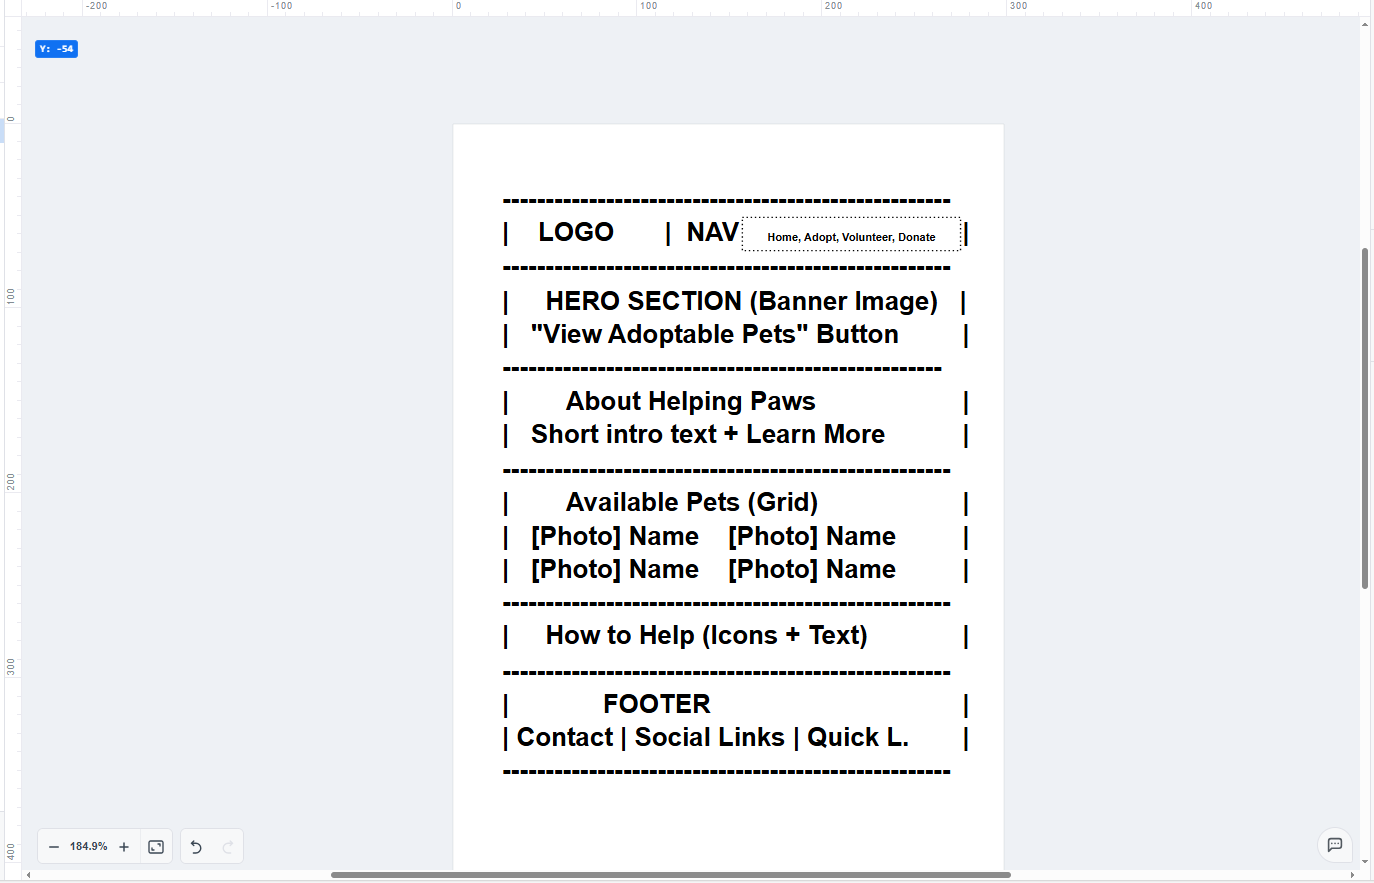 -200 -100 0 100 200 300 400
Y: -54
0
100
200
300
400
----------------------------------------------------
| LOGO | NAV Home, Adopt, Volunteer, Donate |
----------------------------------------------------
| HERO SECTION (Banner Image) |
| "View Adoptable Pets" Button |
---------------------------------------------------
| About Helping Paws |
| Short intro text + Learn More |
----------------------------------------------------
| Available Pets (Grid) |
| [Photo] Name [Photo] Name |
| [Photo] Name [Photo] Name |
----------------------------------------------------
| How to Help (Icons + Text) |
----------------------------------------------------
| FOOTER |
| Contact | Social Links | Quick L. |
----------------------------------------------------
184.9%